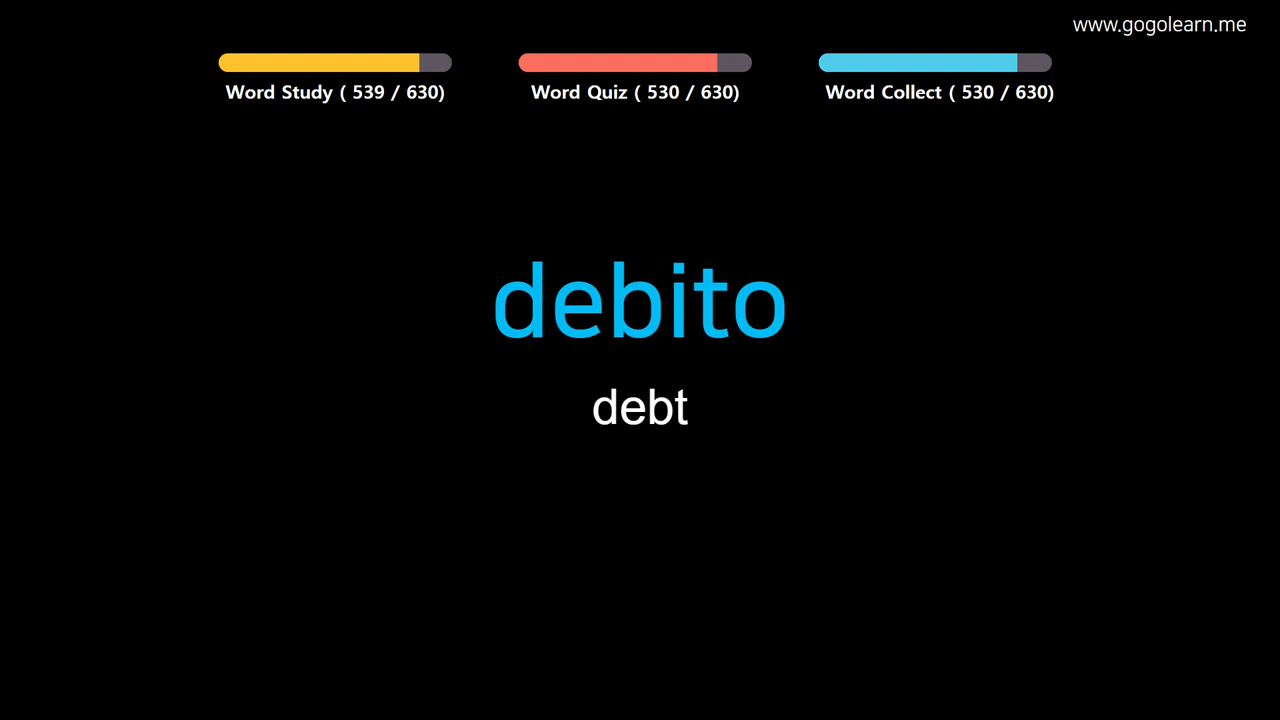 www.gogolearn.me
Word Study ( 539 / 630)
Word Quiz ( 530 / 630)
Word Collect ( 530 / 630)
debito
debt